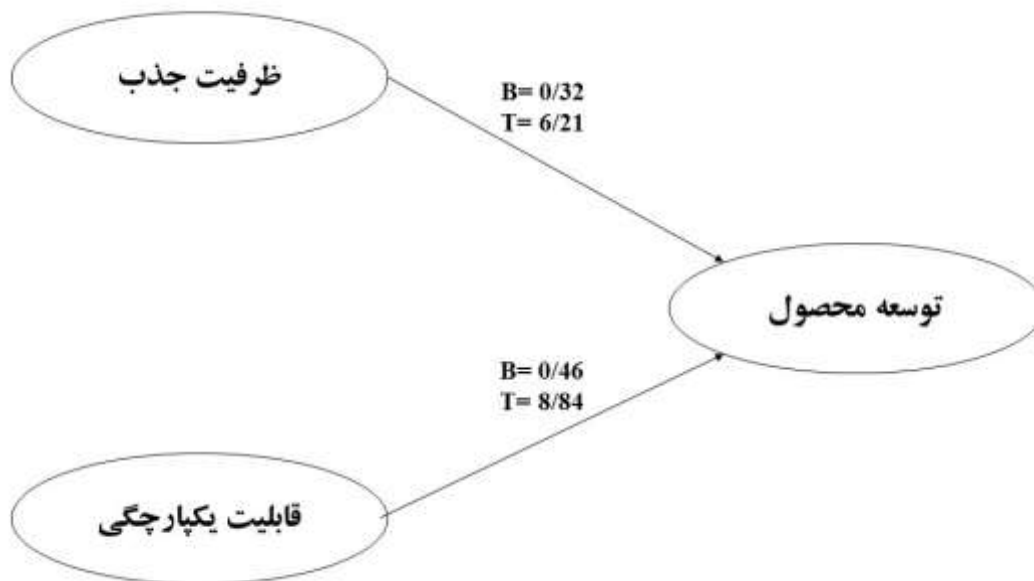 ظرفیت جذب
B= 0/32
T= 6/21
توسعه محصول
B= 0/46
T= 8/84
قابلیت یکپارچگی